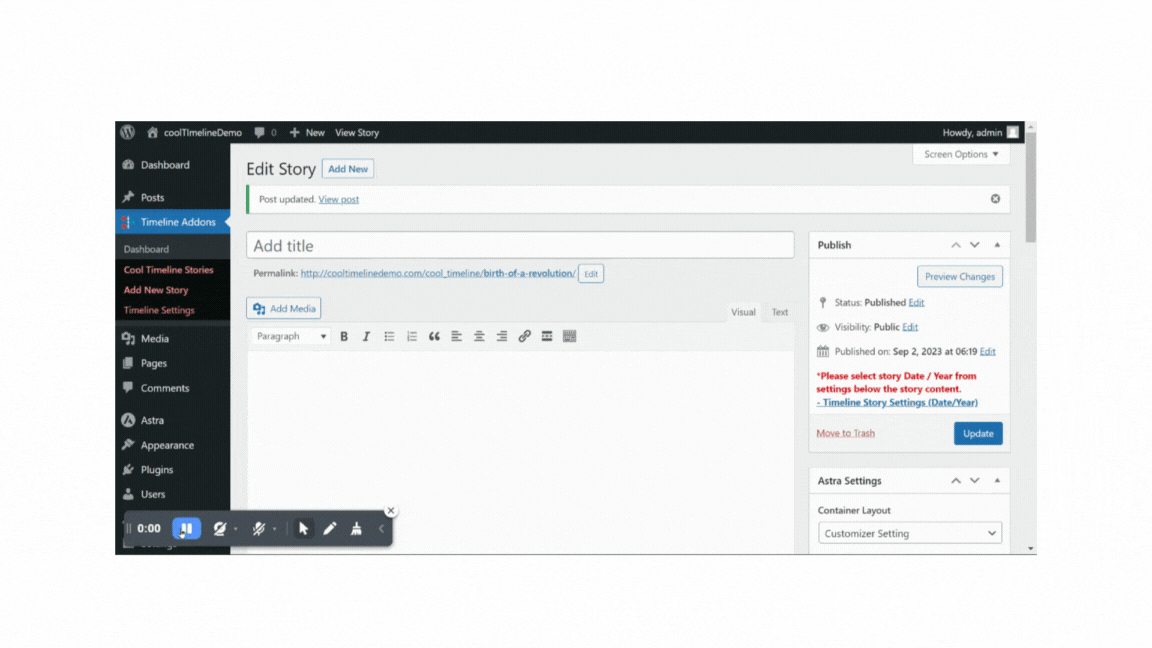 coolTImelineDemo 0 New View Story Howdy, admin
Screen Options
Dashboard
Posts
Timeline Addons
Dashboard
Cool Timeline Stories
Add New Story
Timeline Settings
Media
Pages
Comments
Astra
Appearance
Plugins
Users
Edit Story Add New
Post updated. View post
Add title
Permalink: http://cooltimelinedemo.com/cool_timeline/birth-of-a-revolution/ Edit
Add Media
Visual Text
Paragraph B I
Publish
Preview Changes
Status: Published Edit
Visibility: Public Edit
Published on: Sep 2, 2023 at 06:19 Edit
*Please select story Date / Year from
settings below the story content.
- Timeline Story Settings (Date/Year)
Move to Trash Update
Astra Settings
Container Layout
Customizer Setting
0:00